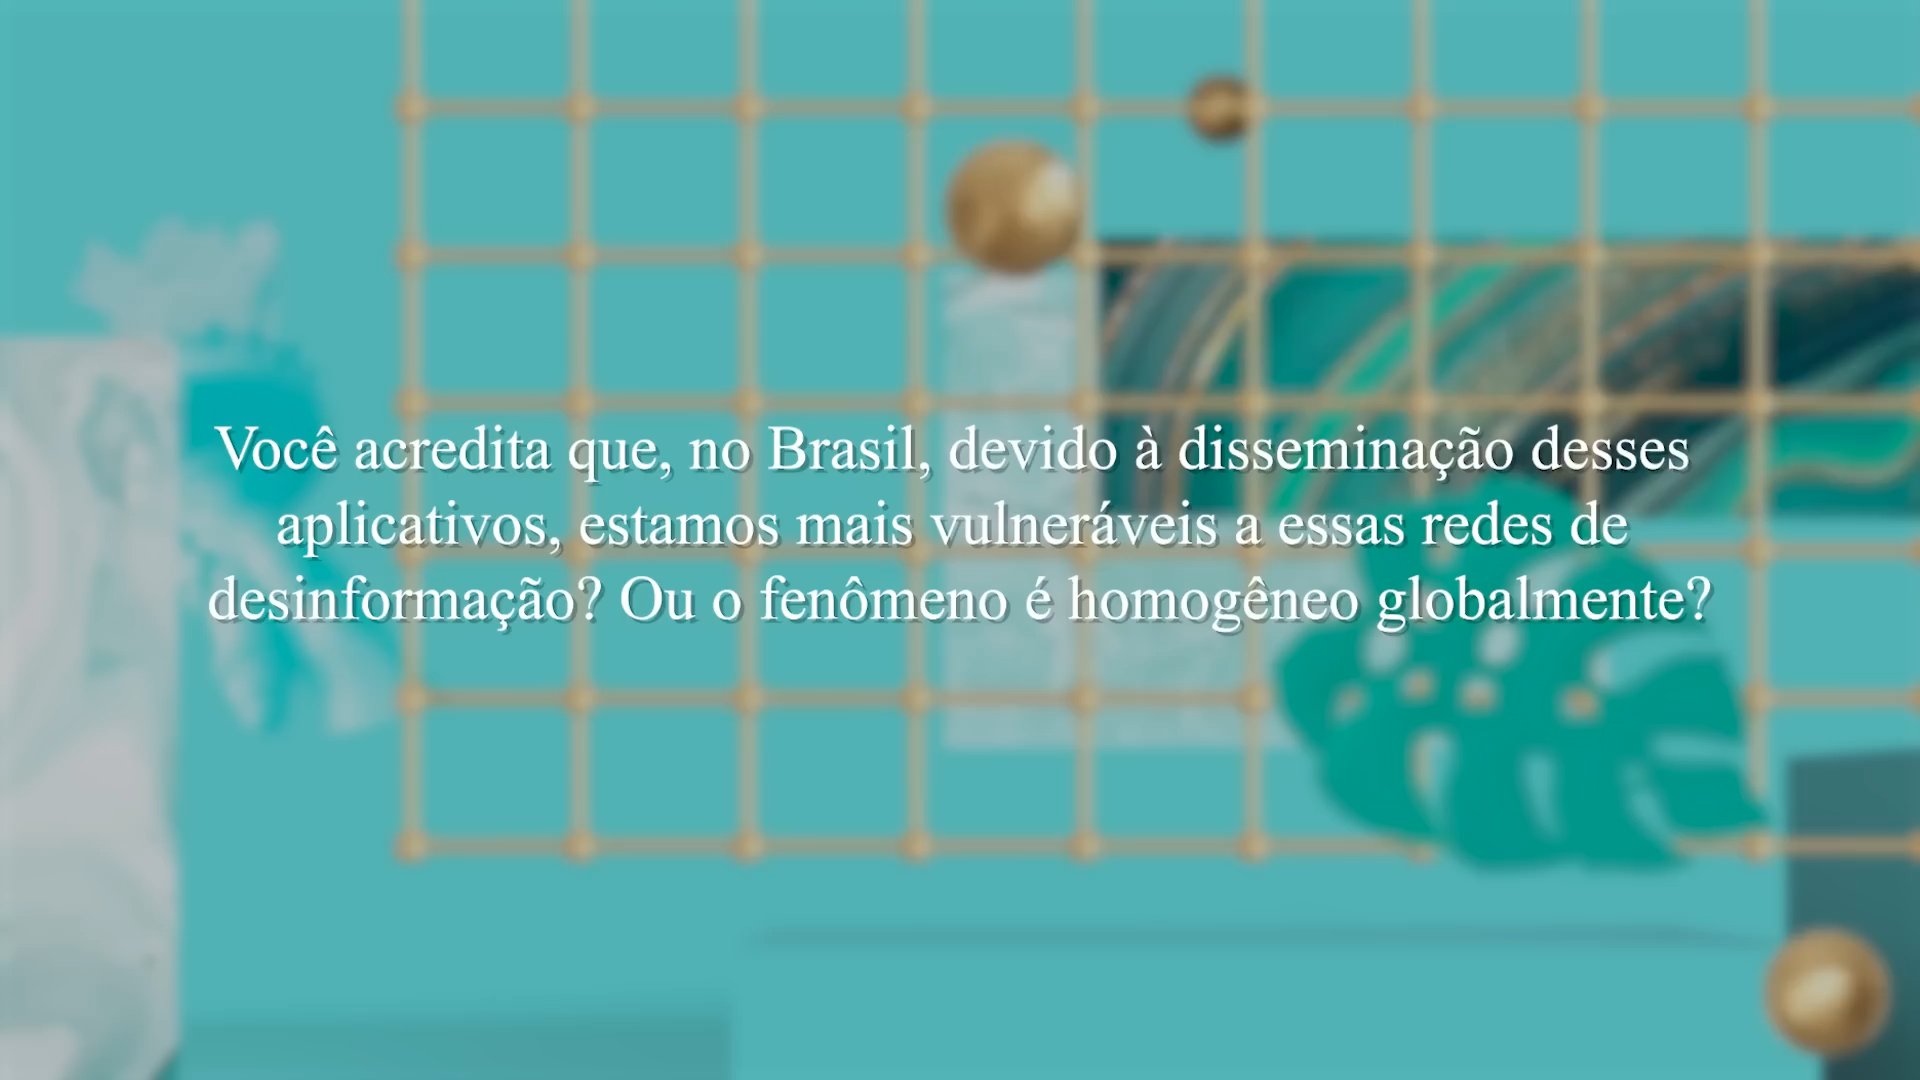 Você acredita que, no Brasil, devido à disseminação desses
aplicativos, estamos mais vulneráveis a essas redes de
desinformação? Ou o fenômeno é homogêneo globalmente?